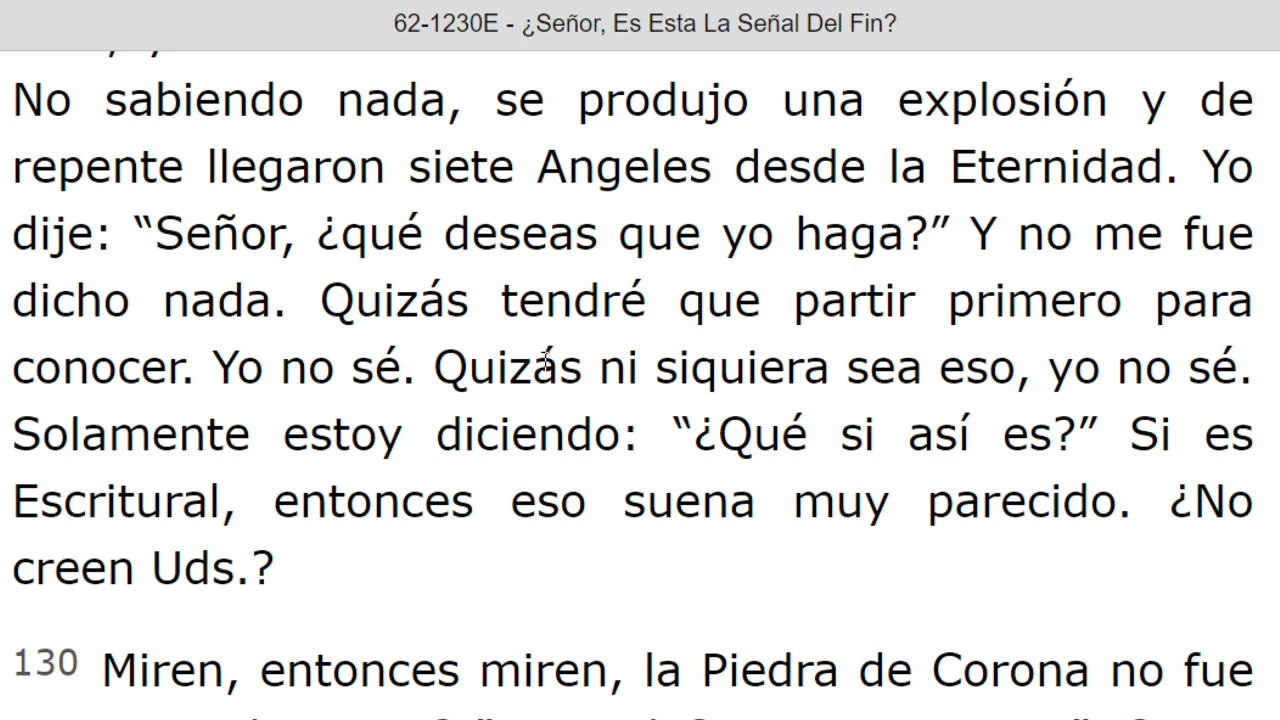 62-1230E - ¿Señor, Es Esta La Señal Del Fin?
No sabiendo nada, se produjo una explosión y de
repente llegaron siete Angeles desde la Eternidad. Yo
dije: “Señor, ¿qué deseas que yo haga?” Y no me fue
dicho nada. Quizás tendré que partir primero para
conocer. Yo no sé. Quizás ni siquiera sea eso, yo no sé.
Solamente estoy diciendo: “¿Qué si así es?” Si es
Escritural, entonces eso suena muy parecido. ¿No
creen Uds.?
130 Miren, entonces miren, la Piedra de Corona no fue